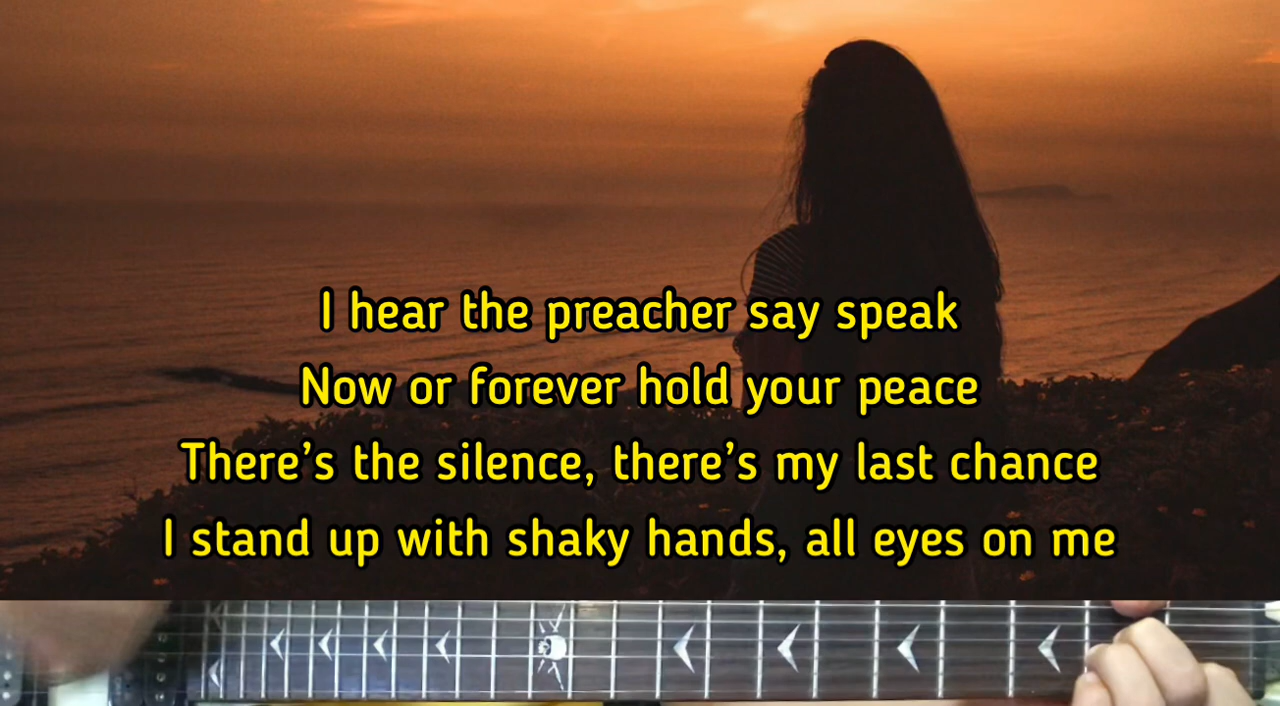 I hear the preacher say speak
Now or forever hold your peace
There's the silence, there's my last chance
I stand up with shaky hands, all eyes on me